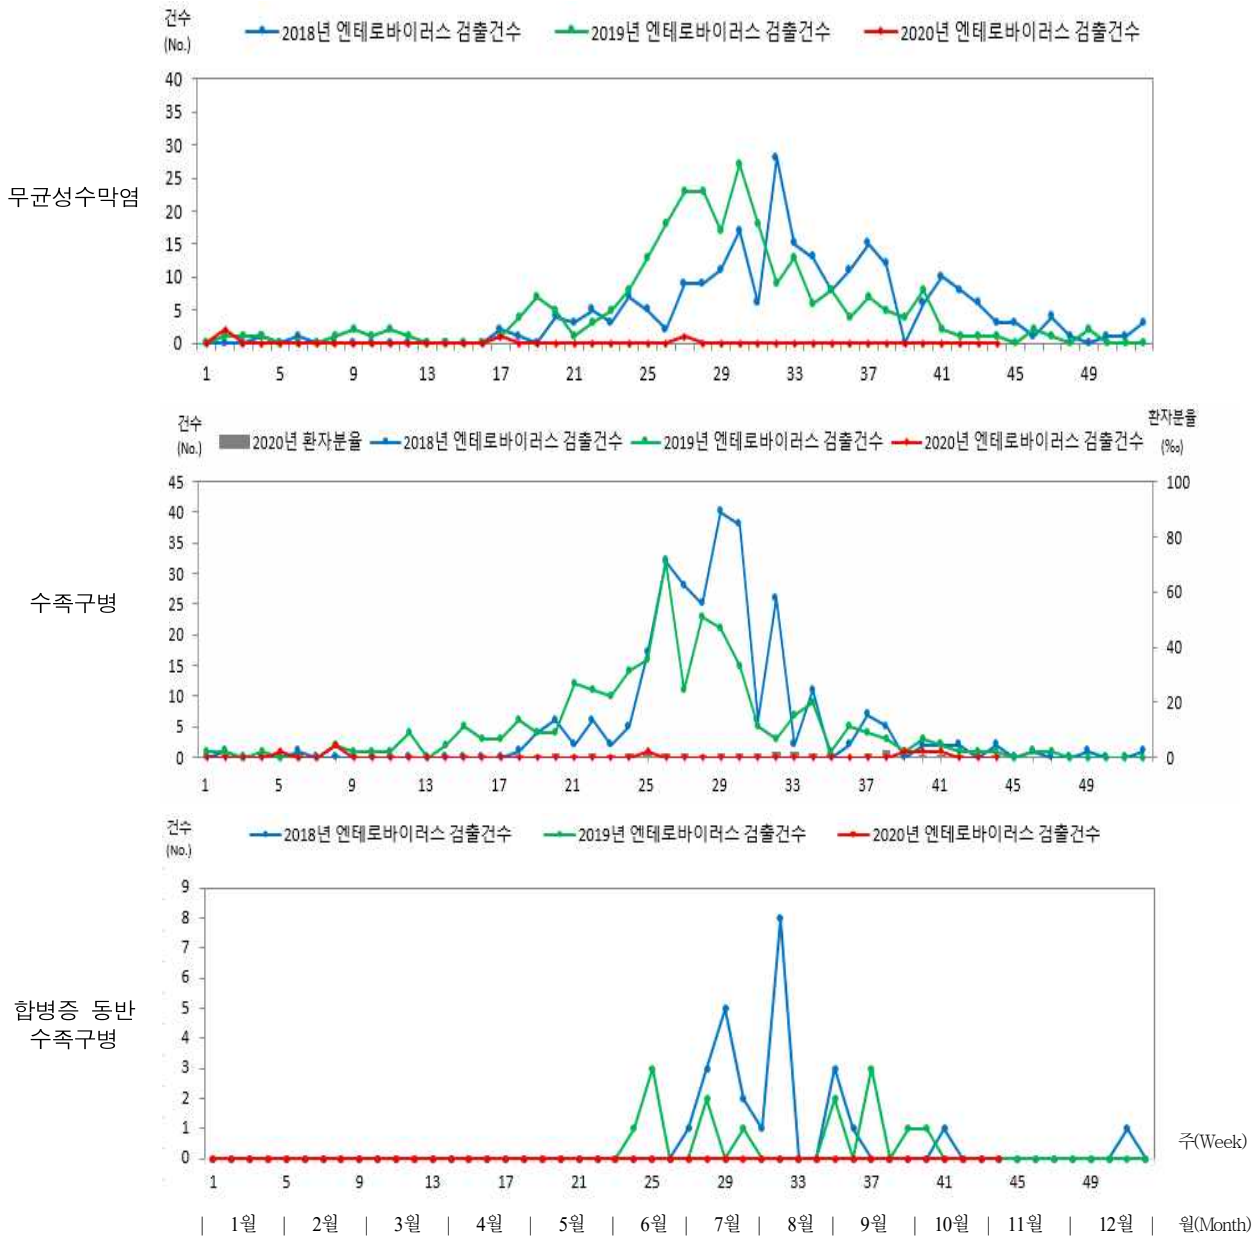 건수
(No.)
2018년 엔테로바이러스 검출건수 2019년 엔테로바이러스 검출건수 2020년 엔테로바이러스 검출건수
40
35
30
25
20
15
10
5
0
무균성수막염
1 5 9 13 17 21 25 29 33 37 41 45 49
건수
(No.)
2020년 환자분율 2018년 엔테로바이러스 검출건수 2019년 엔테로바이러스 검출건수 2020년 엔테로바이러스 검출건수
환자분율
(‰)
45
40
35
30
25
20
15
10
5
0
100
80
60
40
20
0
수족구병
1 5 9 13 17 21 25 29 33 37 41 45 49
건수
(No.)
2018년 엔테로바이러스 검출건수 2019년 엔테로바이러스 검출건수 2020년 엔테로바이러스 검출건수
9
8
7
6
5
4
3
2
1
0
합병증 동반
수족구병
주(Week)
1 5 9 13 17 21 25 29 33 37 41 45 49
| 1월 | 2월 | 3월 | 4월 | 5월 | 6월 | 7월 | 8월 | 9월 | 10월 | 11월 | 12월 | 월(Month)